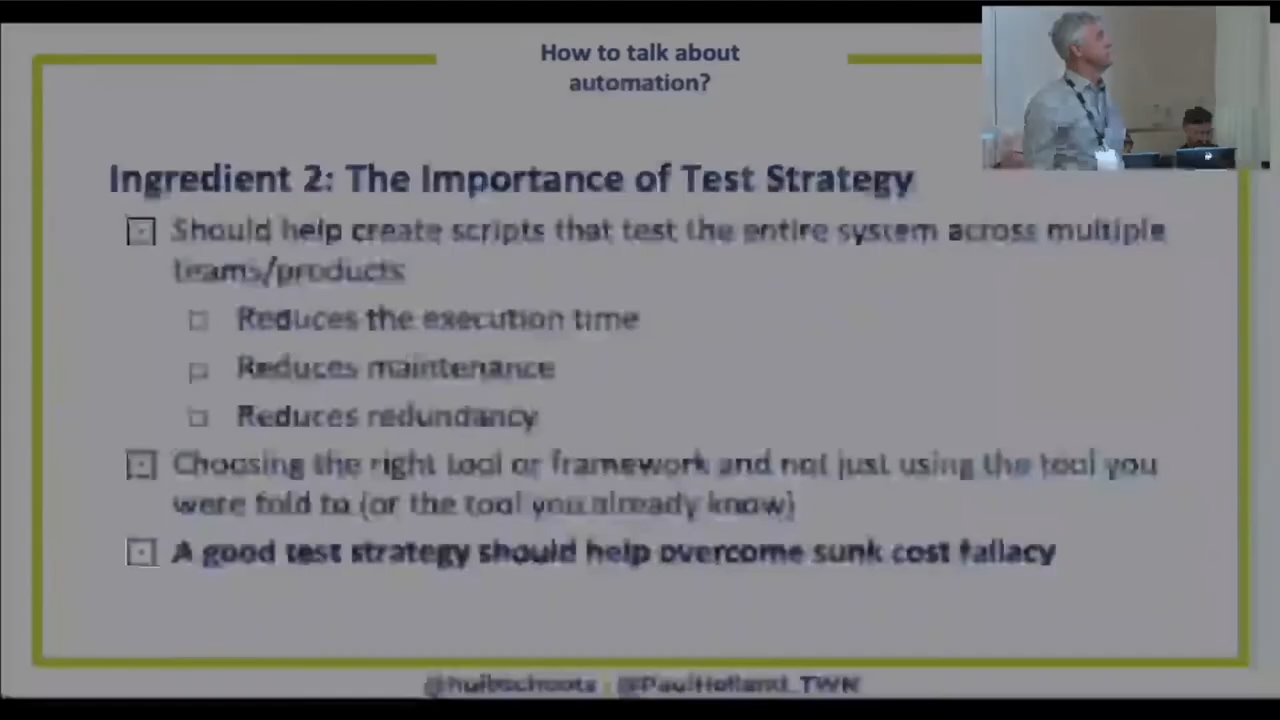 How to talk about
automation?
Ingredient 2: The Importance of Test Strategy
Should help create scripts that test the entire system across multiple
teams/products
Reduces the execution time
Reduces maintenance
Reduces redundancy
Choosing the right tool or framework and not just using the tool you
were told to (or the tool you already know)
A good test strategy should help overcome sunk cost fallacy
@huibschoots @PaulHolland_TWN